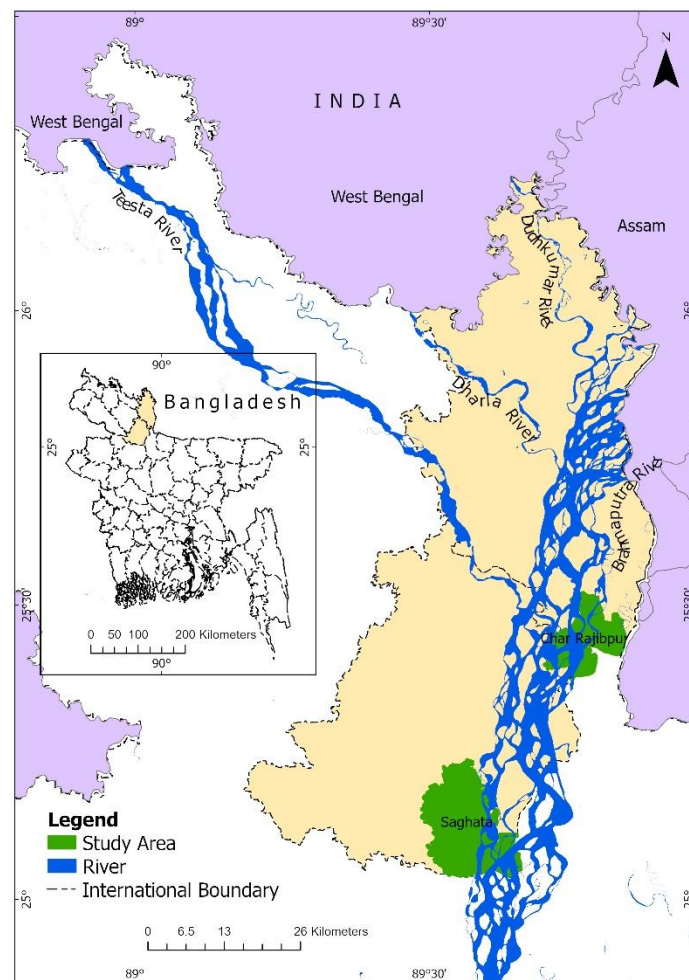 89°
89°30'
N
INDIA
West Bengal
West Bengal
Assam
Teesta River
Dudhkumar River
26°
26°
Dharla River
90°
Bangladesh
25°
25°
Brahmaputra River
25°30'
25°30'
Char Rajibpur
0 50 100 200 Kilometers
90°
Saghata
Legend
Study Area
River
International Boundary
25°
25°
0 6.5 13 26 Kilometers
89°
89°30'